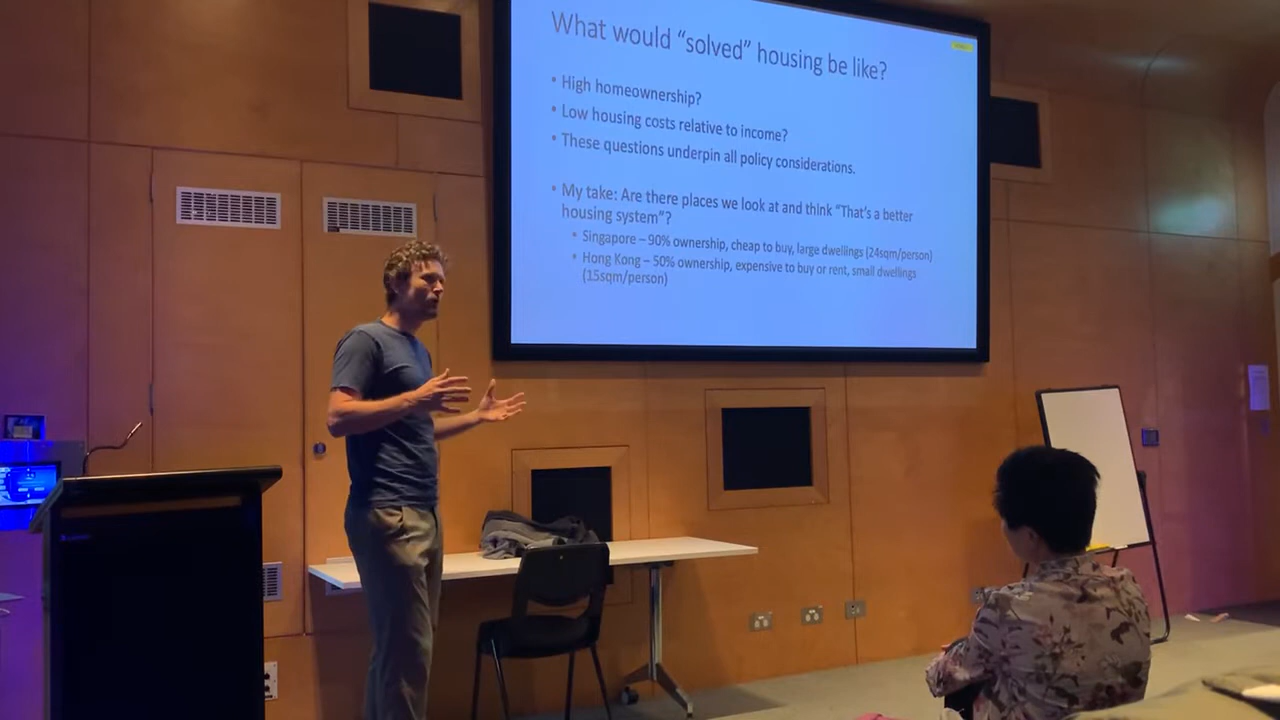 What would “solved” housing be like?
• High homeownership?
• Low housing costs relative to income?
• These questions underpin all policy considerations.
• My take: Are there places we look at and think “That’s a better
housing system”?
• Singapore – 90% ownership, cheap to buy, large dwellings (24sqm/person)
• Hong Kong – 50% ownership, expensive to buy or rent, small dwellings
(15sqm/person)